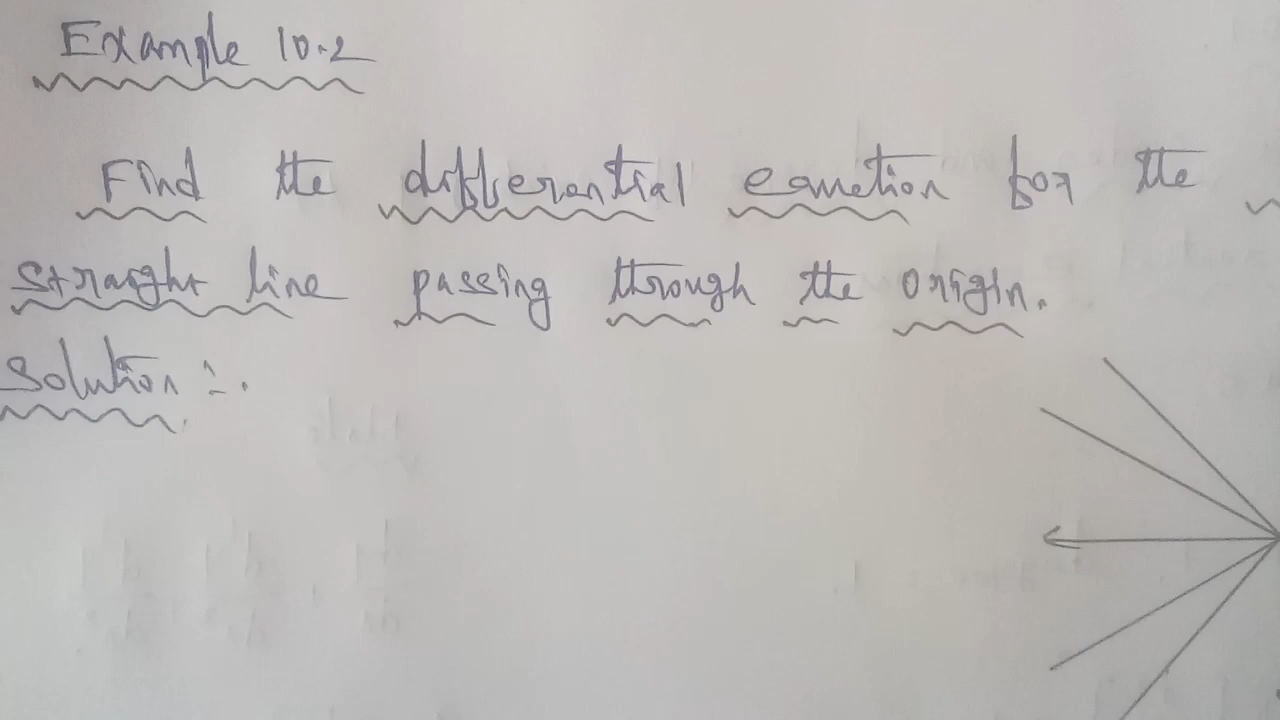 Example 10.2
Find the differential equation for the
straight line passing through the origin.
Solution :-.